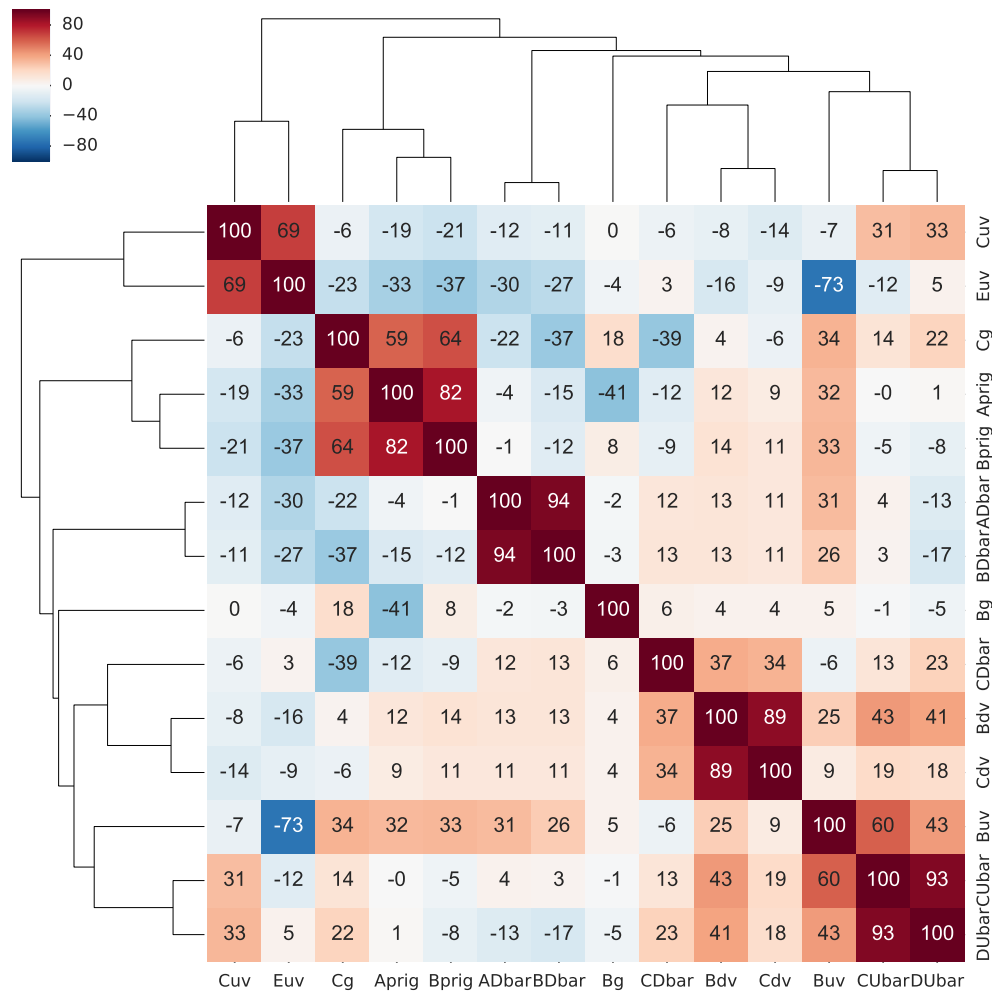 80
40
0
−40
−80
100 69 -6 -19 -21 -12 -11 0 -6 -8 -14 -7 31 33 Cuv
69 100 -23 -33 -37 -30 -27 -4 3 -16 -9 -73 -12 5 Euv
-6 -23 100 59 64 -22 -37 18 -39 4 -6 34 14 22 Cg
-19 -33 59 100 82 -4 -15 -41 -12 12 9 32 -0 1 Aprig
-21 -37 64 82 100 -1 -12 8 -9 14 11 33 -5 -8 Bprig
-12 -30 -22 -4 -1 100 94 -2 12 13 11 31 4 -13 ADbar
-11 -27 -37 -15 -12 94 100 -3 13 13 11 26 3 -17 BDbar
0 -4 18 -41 8 -2 -3 100 6 4 4 5 -1 -5 Bg
-6 3 -39 -12 -9 12 13 6 100 37 34 -6 13 23 CDbar
-8 -16 4 12 14 13 13 4 37 100 89 25 43 41 Bdv
-14 -9 -6 9 11 11 11 4 34 89 100 9 19 18 Cdv
-7 -73 34 32 33 31 26 5 -6 25 9 100 60 43 Buv
31 -12 14 -0 -5 4 3 -1 13 43 19 60 100 93 CUbar
33 5 22 1 -8 -13 -17 -5 23 41 18 43 93 100 DUbar
Cuv Euv Cg Aprig Bprig ADbar BDbar Bg CDbar Bdv Cdv Buv CUbar DUbar